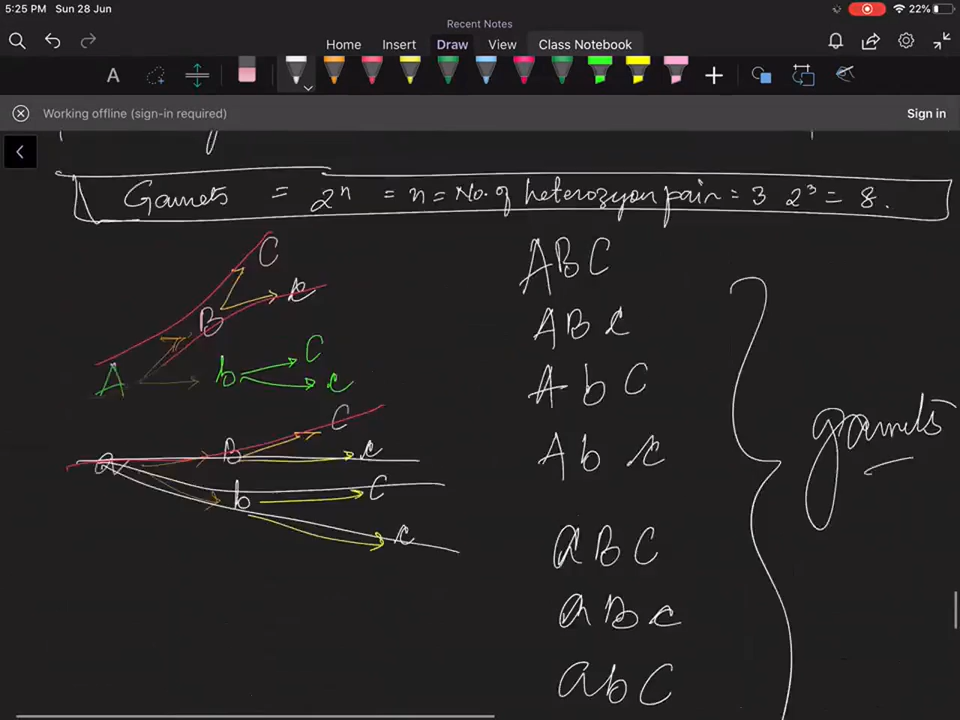 5:25 PM Sun 28 Jun
22%
Recent Notes
Home Insert Draw View Class Notebook
A
Working offline (sign-in required)
Sign in
Gamets = 2ⁿ = n = No. of heterozyon pair = 3 2³ = 8.
C
c
B
A
b
C
c
C
a
B
c
b
C
c
ABC
ABc
AbC
Abc
aBC
aBc
abC
gamets